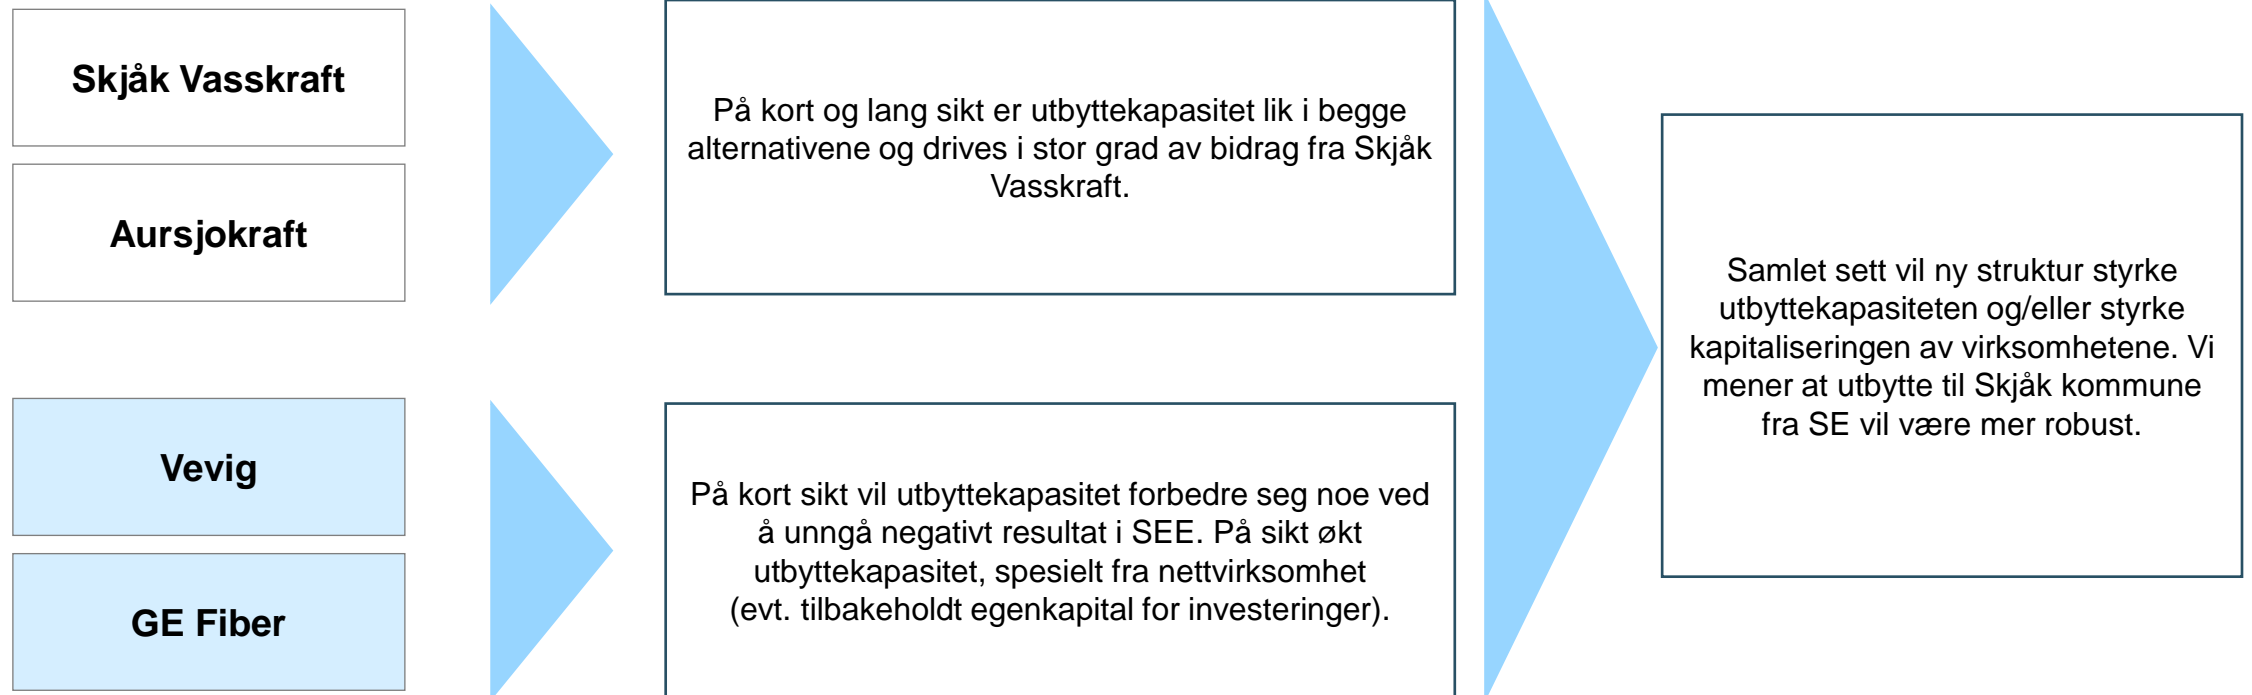 Skjåk Vasskraft
Aursjokraft
På kort og lang sikt er utbyttekapasitet lik i begge
alternativene og drives i stor grad av bidrag fra Skjåk
Vasskraft.
Vevig
GE Fiber
På kort sikt vil utbyttekapasitet forbedre seg noe ved
å unngå negativt resultat i SEE. På sikt økt
utbyttekapasitet, spesielt fra nettvirksomhet
(evt. tilbakeholdt egenkapital for investeringer).
Samlet sett vil ny struktur styrke
utbyttekapasiteten og/eller styrke
kapitaliseringen av virksomhetene. Vi
mener at utbytte til Skjåk kommune
fra SE vil være mer robust.